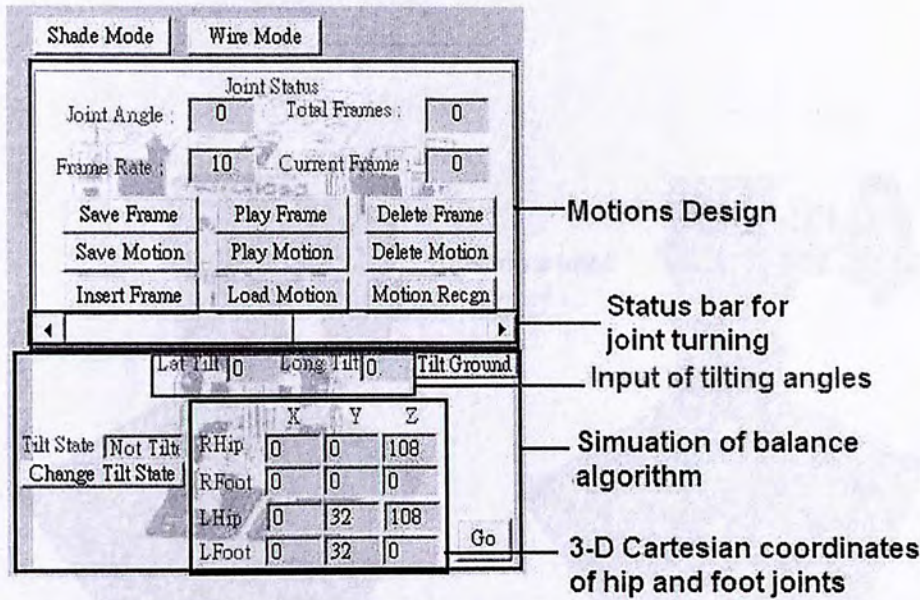 Shade Mode Wire Mode
Joint Status
Joint Angle : 0 Total Frames : 0
Frame Rate : 10 Current Frame : 0
Save Frame Play Frame Delete Frame
Save Motion Play Motion Delete Motion
Insert Frame Load Motion Motion Recgn
Motions Design
Status bar for
joint turning
Lat Tilt 0 Long Tilt 0 Tilt Ground
Input of tilting angles
X Y Z
Tilt State Not Tilt
Change Tilt State
RHip 0 0 108
RFoot 0 0 0
LHip 0 32 108
LFoot 0 32 0
Go
Simuation of balance
algorithm
3-D Cartesian coordinates
of hip and foot joints